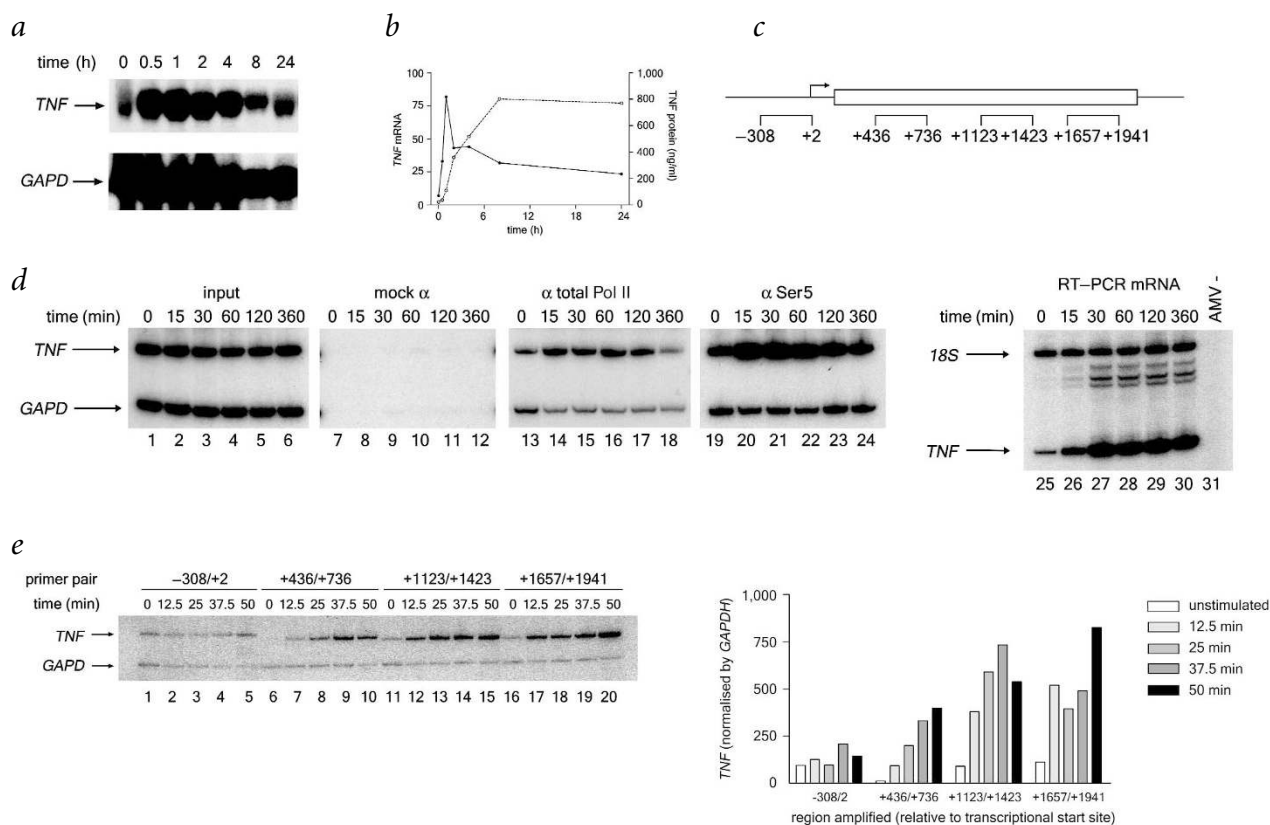 a
time (h) 0 0.5 1 2 4 8 24
TNF
GAPD
b
100
75
50
25
0
TNF mRNA
1,000
800
600
400
200
0
TNF protein (ng/ml)
0 6 12 18 24
time (h)
c
–308 +2 +436 +736 +1123 +1423 +1657 +1941
d
input mock α α total Pol II α Ser5
time (min) 0 15 30 60 120 360 0 15 30 60 120 360 0 15 30 60 120 360 0 15 30 60 120 360
TNF
GAPD
1 2 3 4 5 6 7 8 9 10 11 12 13 14 15 16 17 18 19 20 21 22 23 24
RT–PCR mRNA
time (min) 0 15 30 60 120 360 AMV -
18S
TNF
25 26 27 28 29 30 31
e
primer pair –308/+2 +436/+736 +1123/+1423 +1657/+1941
time (min) 0 12.5 25 37.5 50 0 12.5 25 37.5 50 0 12.5 25 37.5 50 0 12.5 25 37.5 50
TNF
GAPD
1 2 3 4 5 6 7 8 9 10 11 12 13 14 15 16 17 18 19 20
TNF (normalised by GAPDH)
1,000
750
500
250
0
-308/2 +436/+736 +1123/+1423 +1657/+1941
region amplified (relative to transcriptional start site)
unstimulated
12.5 min
25 min
37.5 min
50 min